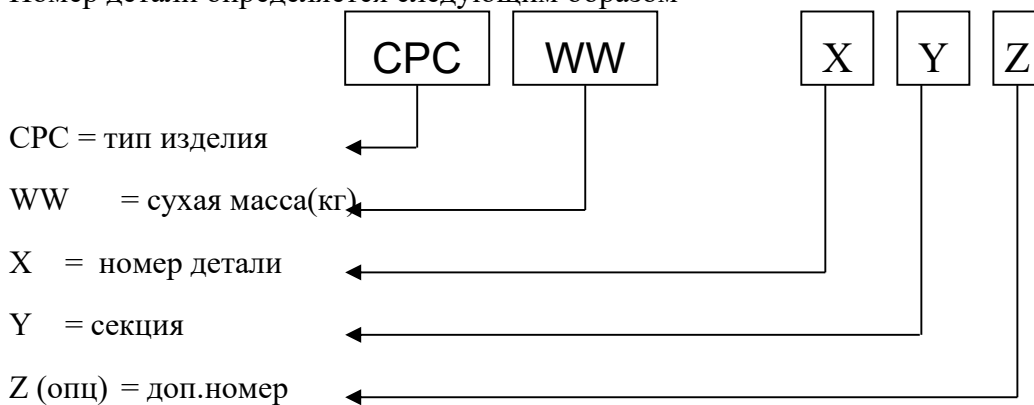 Номер детали определяется следующим образом
CPC WW X Y Z
CPC = тип изделия
WW = сухая масса(кг)
X = номер детали
Y = секция
Z (опц) = доп.номер